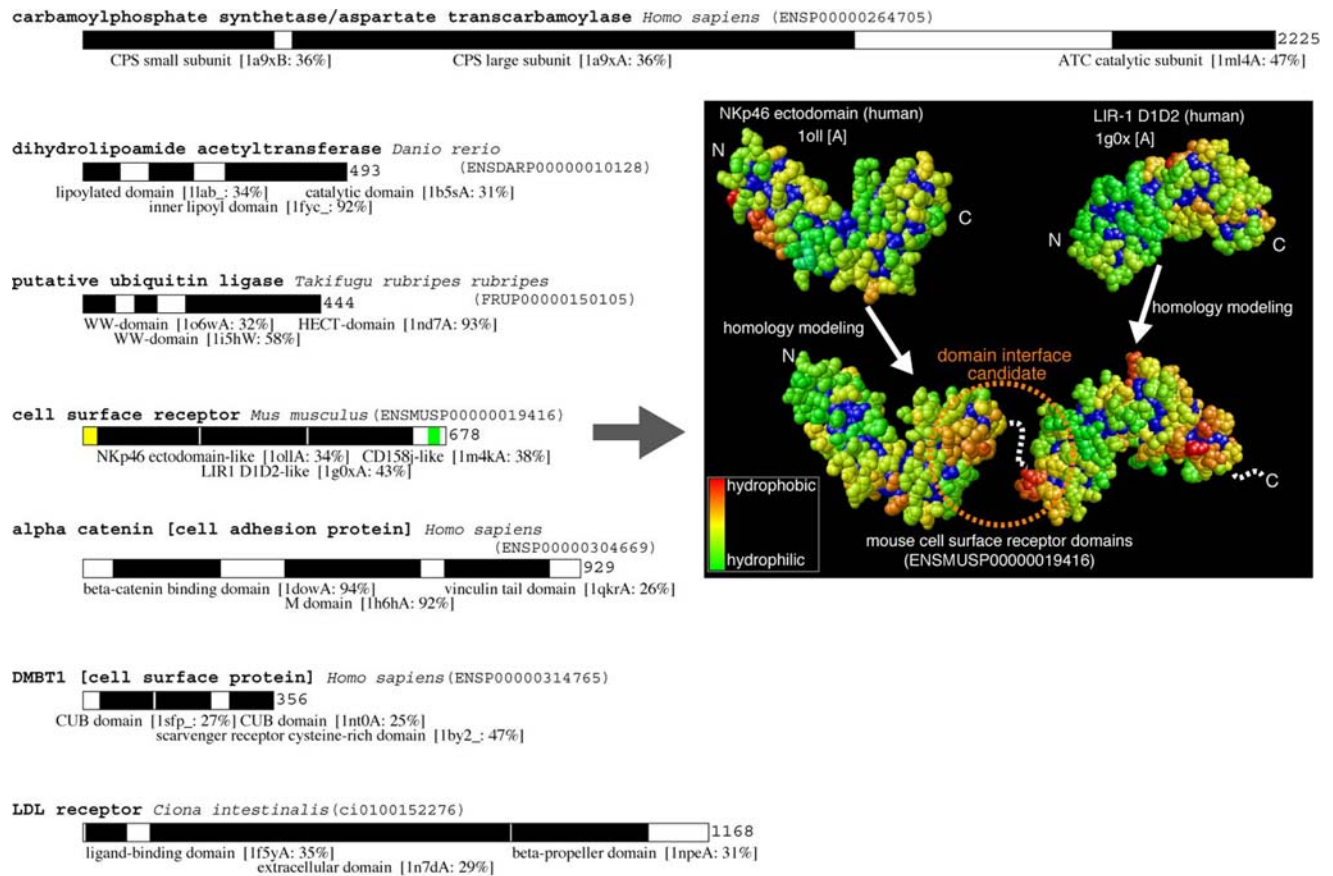 carbamoylphosphate synthetase/aspartate transcarbamoylase Homo sapiens (ENSP00000264705)
2225
CPS small subunit [1a9xB: 36%] CPS large subunit [1a9xA: 36%] ATC catalytic subunit [1ml4A: 47%]
dihydrolipoamide acetyltransferase Danio rerio
(ENSDARP00000010128)
493
lipoylated domain [1lab_: 34%] catalytic domain [1b5sA: 31%]
inner lipoyl domain [1fyc_: 92%]
putative ubiquitin ligase Takifugu rubripes rubripes
(FRUP00000150105)
444
WW-domain [1o6wA: 32%] HECT-domain [1nd7A: 93%]
WW-domain [1i5hW: 58%]
cell surface receptor Mus musculus (ENSMUSP00000019416)
678
NKp46 ectodomain-like [1ollA: 34%] CD158j-like [1m4kA: 38%]
LIR1 D1D2-like [1g0xA: 43%]
alpha catenin [cell adhesion protein] Homo sapiens
(ENSP00000304669)
929
beta-catenin binding domain [1dowA: 94%] vinculin tail domain [1qkrA: 26%]
M domain [1h6hA: 92%]
DMBT1 [cell surface protein] Homo sapiens (ENSP00000314765)
356
CUB domain [1sfp_: 27%] CUB domain [1nt0A: 25%]
scarvenger receptor cysteine-rich domain [1by2_: 47%]
LDL receptor Ciona intestinalis (ci0100152276)
1168
ligand-binding domain [1f5yA: 35%] beta-propeller domain [1npeA: 31%]
extracellular domain [1n7dA: 29%]
NKp46 ectodomain (human)
1oll [A]
N
C
LIR-1 D1D2 (human)
1g0x [A]
N
C
homology modeling
homology modeling
N
domain interface
candidate
C
hydrophobic
hydrophilic
mouse cell surface receptor domains
(ENSMUSP00000019416)